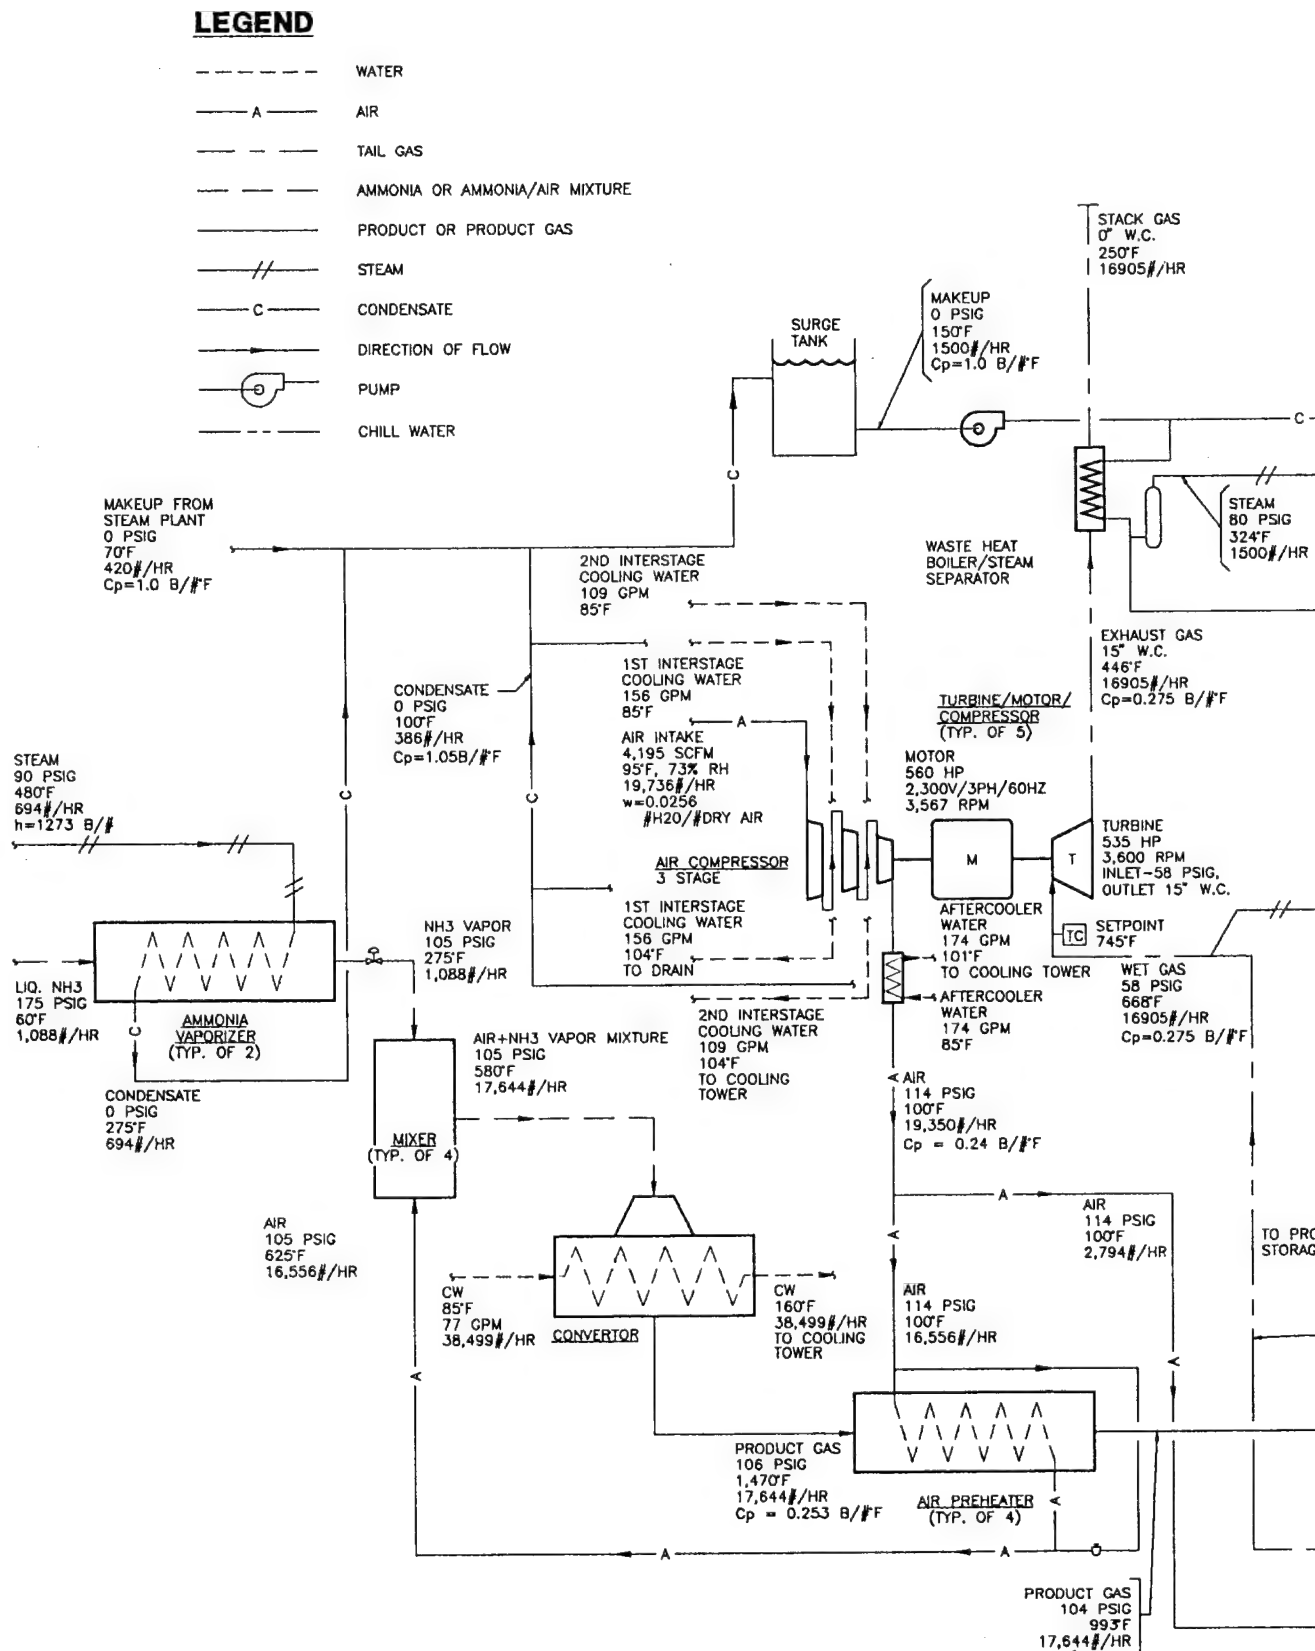 LEGEND
WATER
A
AIR
TAIL GAS
AMMONIA OR AMMONIA/AIR MIXTURE
PRODUCT OR PRODUCT GAS
STEAM
C
CONDENSATE
DIRECTION OF FLOW
PUMP
CHILL WATER
STACK GAS
0" W.C.
250°F
16905#/HR
MAKEUP
0 PSIG
150°F
1500#/HR
Cp=1.0 B/#°F
SURGE
TANK
C
C
MAKEUP FROM
STEAM PLANT
0 PSIG
70°F
420#/HR
Cp=1.0 B/#°F
STEAM
80 PSIG
324°F
1500#/HR
WASTE HEAT
BOILER/STEAM
SEPARATOR
2ND INTERSTAGE
COOLING WATER
109 GPM
85°F
EXHAUST GAS
15" W.C.
446°F
16905#/HR
Cp=0.275 B/#°F
1ST INTERSTAGE
COOLING WATER
156 GPM
85°F
CONDENSATE
0 PSIG
100°F
386#/HR
Cp=1.05B/#°F
A
TURBINE/MOTOR/
COMPRESSOR
(TYP. OF 5)
AIR INTAKE
4,195 SCFM
95°F, 73% RH
19,736#/HR
w=0.0256
#H2O/#DRY AIR
MOTOR
560 HP
2,300V/3PH/60HZ
3,567 RPM
STEAM
90 PSIG
480°F
694#/HR
h=1273 B/#
C
C
M
T
TURBINE
535 HP
3,600 RPM
INLET-58 PSIG,
OUTLET 15" W.C.
AIR COMPRESSOR
3 STAGE
1ST INTERSTAGE
COOLING WATER
156 GPM
104°F
TO DRAIN
AFTERCOOLER
WATER
174 GPM
101°F
TO COOLING TOWER
TC
SETPOINT
745°F
NH3 VAPOR
105 PSIG
275°F
1,088#/HR
WET GAS
58 PSIG
668°F
16905#/HR
Cp=0.275 B/#°F
LIQ. NH3
175 PSIG
60°F
1,088#/HR
AMMONIA
VAPORIZER
(TYP. OF 2)
C
AFTERCOOLER
WATER
174 GPM
85°F
2ND INTERSTAGE
COOLING WATER
109 GPM
104°F
TO COOLING
TOWER
AIR+NH3 VAPOR MIXTURE
105 PSIG
580°F
17,644#/HR
CONDENSATE
0 PSIG
275°F
694#/HR
A
AIR
114 PSIG
100°F
19,350#/HR
Cp = 0.24 B/#°F
MIXER
(TYP. OF 4)
A
AIR
114 PSIG
100°F
2,794#/HR
AIR
105 PSIG
625°F
16,556#/HR
A
TO PRO
STORAG
CW
85°F
77 GPM
38,499#/HR
CONVERTOR
CW
160°F
38,499#/HR
TO COOLING
TOWER
AIR
114 PSIG
100°F
16,556#/HR
A
A
PRODUCT GAS
106 PSIG
1,470°F
17,644#/HR
Cp = 0.253 B/#°F
AIR PREHEATER
(TYP. OF 4)
A
A
A
PRODUCT GAS
104 PSIG
993°F
17,644#/HR